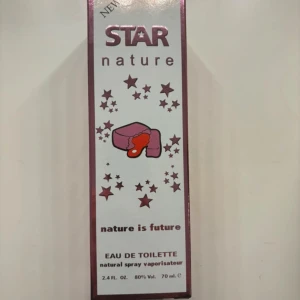 NEW
STAR
nature
nature is future
EAU DE TOILETTE
natural spray vaporisateur
2.4 FL. OZ. 80% Vol. 70 ml. e